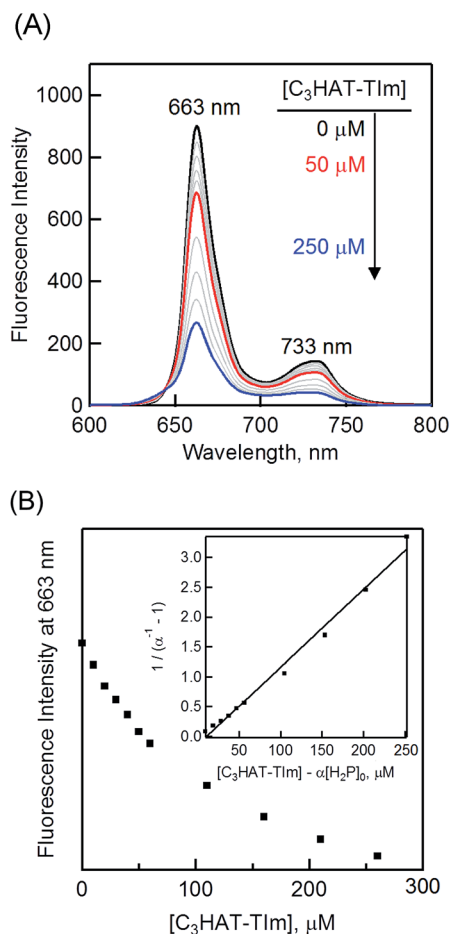 (A)
Fluorescence Intensity
1000
800
600
400
200
0
663 nm
733 nm
[C₃HAT-TIm]
0 μM
50 μM
250 μM
600 650 700 750 800
Wavelength, nm
(B)
Fluorescence Intensity at 663 nm
1 / (α⁻¹ - 1)
3.0
2.5
2.0
1.5
1.0
0.5
0.0
50 100 150 200 250
[C₃HAT-TIm] - α[H₂P]₀, μM
0 100 200 300
[C₃HAT-TIm], μM